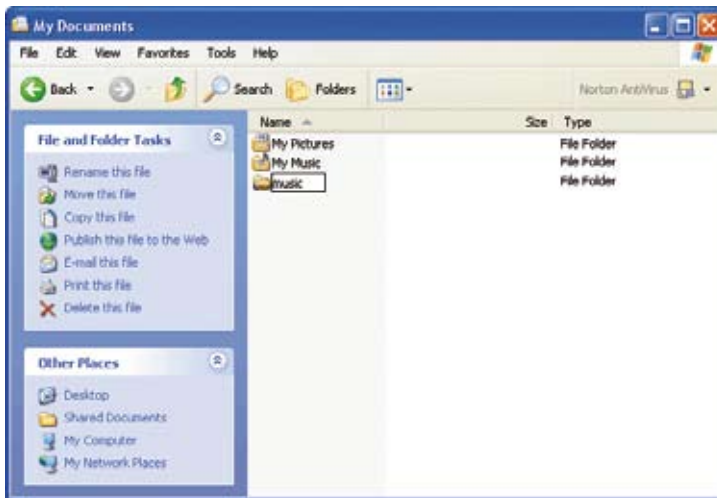 My Documents
File Edit View Favorites Tools Help
Back Search Folders Norton AntiVirus
File and Folder Tasks
Rename this file
Move this file
Copy this file
Publish this file to the Web
E-mail this file
Print this file
Delete this file
Other Places
Desktop
Shared Documents
My Computer
My Network Places
Name Size Type
My Pictures File Folder
My Music File Folder
music File Folder